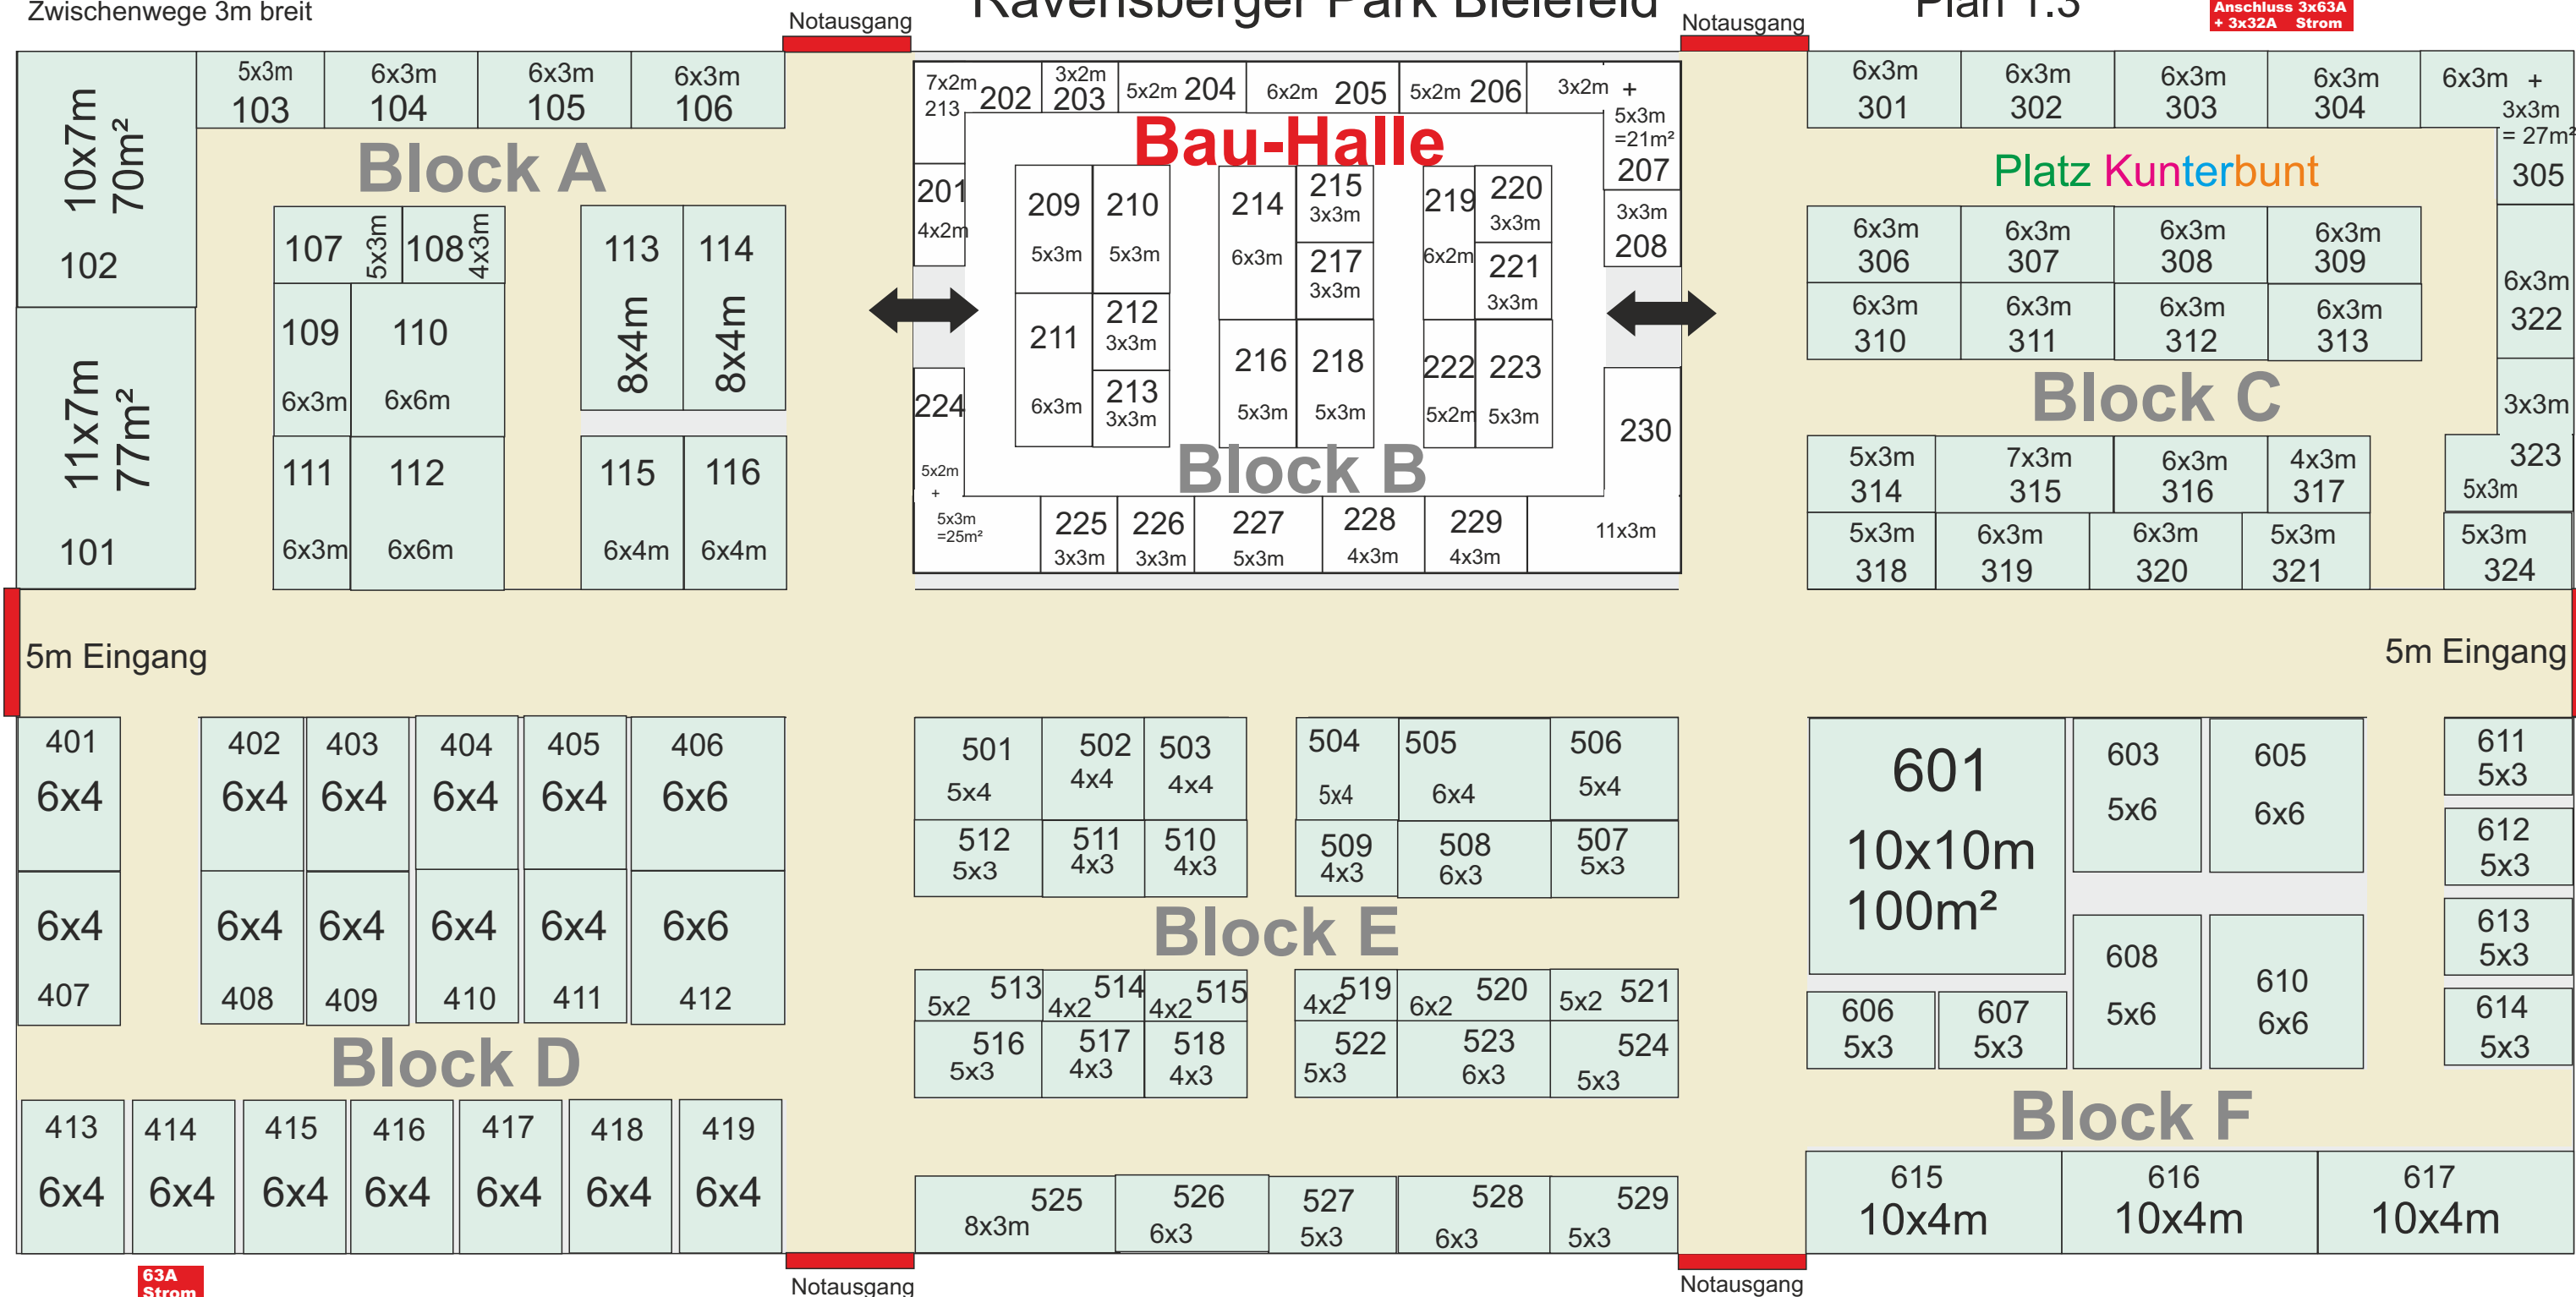 Zwischenwege 3m breit
Notausgang
Ravensberger Park Bielefeld
Notausgang
Plan 1.3
Anschluss 3x63A
+ 3x32A Strom
10x7m
70m²
102
5x3m
103
6x3m
104
6x3m
105
6x3m
106
Block A
11x7m
77m²
101
107
5x3m
108
4x3m
109
6x3m
110
6x6m
111
6x3m
112
6x6m
113
8x4m
114
8x4m
115
6x4m
116
6x4m
7x2m
213
202
3x2m
203
5x2m 204
6x2m 205
5x2m 206
3x2m +
5x3m
=21m²
207
Bau-Halle
201
4x2m
3x3m
208
209
5x3m
210
5x3m
211
6x3m
212
3x3m
213
3x3m
214
6x3m
215
3x3m
217
3x3m
216
5x3m
218
5x3m
219
6x2m
220
3x3m
221
3x3m
222
5x2m
223
5x3m
224
5x2m
+
5x3m
=25m²
Block B
230
11x3m
225
3x3m
226
3x3m
227
5x3m
228
4x3m
229
4x3m
6x3m
301
6x3m
302
6x3m
303
6x3m
304
6x3m +
3x3m
= 27m²
305
Platz Kunterbunt
6x3m
306
6x3m
307
6x3m
308
6x3m
309
6x3m
310
6x3m
311
6x3m
312
6x3m
313
6x3m
322
Block C
3x3m
323
5x3m
5x3m
314
7x3m
315
6x3m
316
4x3m
317
5x3m
318
6x3m
319
6x3m
320
5x3m
321
5x3m
324
5m Eingang
5m Eingang
401
6x4
402
6x4
403
6x4
404
6x4
405
6x4
406
6x6
6x4
407
6x4
408
6x4
409
6x4
410
6x4
411
6x6
412
Block D
413
6x4
414
6x4
415
6x4
416
6x4
417
6x4
418
6x4
419
6x4
501
5x4
502
4x4
503
4x4
504
5x4
505
6x4
506
5x4
512
5x3
511
4x3
510
4x3
509
4x3
508
6x3
507
5x3
Block E
513
5x2
514
4x2
515
4x2
519
4x2
520
6x2
521
5x2
516
5x3
517
4x3
518
4x3
522
5x3
523
6x3
524
5x3
525
8x3m
526
6x3
527
5x3
528
6x3
529
5x3
601
10x10m
100m²
603
5x6
605
6x6
611
5x3
612
5x3
613
5x3
614
5x3
606
5x3
607
5x3
608
5x6
610
6x6
Block F
615
10x4m
616
10x4m
617
10x4m
63A
Strom
Notausgang
Notausgang